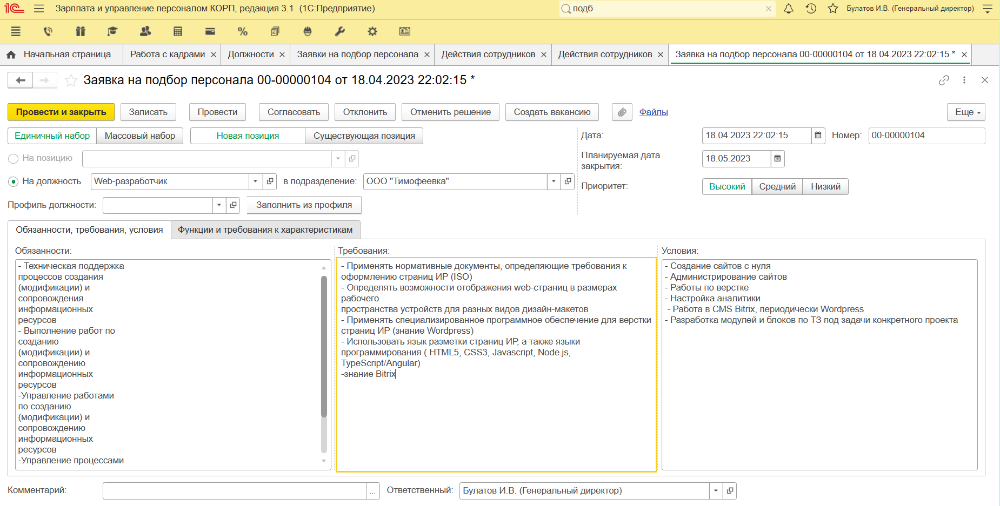 1С Зарплата и управление персоналом КОРП, редакция 3.1 (1С:Предприятие) подб Булатов И.В. (Генеральный директор)
Начальная страница Работа с кадрами Должности Заявки на подбор персонала Действия сотрудников Действия сотрудников Заявка на подбор персонала 00-00000104 от 18.04.2023 22:02:15 *
Заявка на подбор персонала 00-00000104 от 18.04.2023 22:02:15 *
Провести и закрыть Записать Провести Согласовать Отклонить Отменить решение Создать вакансию Файлы Еще
Единичный набор Массовый набор Новая позиция Существующая позиция Дата: 18.04.2023 22:02:15 Номер: 00-00000104
На позицию
Планируемая дата
закрытия: 18.05.2023
На должность Web-разработчик в подразделение: ООО "Тимофеевка"
Приоритет: Высокий Средний Низкий
Профиль должности: Заполнить из профиля
Обязанности, требования, условия Функции и требования к характеристикам
Обязанности:
- Техническая поддержка
процессов создания
(модификации) и
сопровождения
информационных
ресурсов
- Выполнение работ по
созданию
(модификации) и
сопровождению
информационных
ресурсов
-Управление работами
по созданию
(модификации) и
сопровождению
информационных
ресурсов
-Управление процессами
Требования:
- Применять нормативные документы, определяющие требования к
оформлению страниц ИР (ISO)
- Определять возможности отображения web-страниц в размерах
рабочего
пространства устройств для разных видов дизайн-макетов
- Применять специализированное программное обеспечение для верстки
страниц ИР (знание Wordpress)
- Использовать язык разметки страниц ИР, а также языки
программирования ( HTML5, CSS3, Javascript, Node.js,
TypeScript/Angular)
-знание Bitrix
Условия:
- Создание сайтов с нуля
- Администрирование сайтов
- Работы по верстке
- Настройка аналитики
- Работа в CMS Bitrix, периодически Wordpress
- Разработка модулей и блоков по ТЗ под задачи конкретного проекта
Комментарий: ... Ответственный: Булатов И.В. (Генеральный директор)